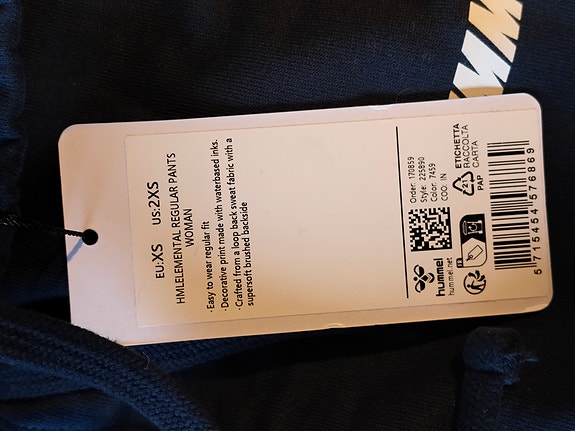 EU:XS US:2XS
HMLELEMENTAL REGULAR PANTS
WOMAN
·Easy to wear regular fit
·Decorative print made with waterbased inks.
·Crafted from a loop back sweat fabric with a
supersoft brushed backside
Order: 170859
Style: 225890
Color: 7459
COO: IN
hummel
hummel.net
21
PAP
ETICHETTA
RACCOLTA
CARTA
5 715454 576869